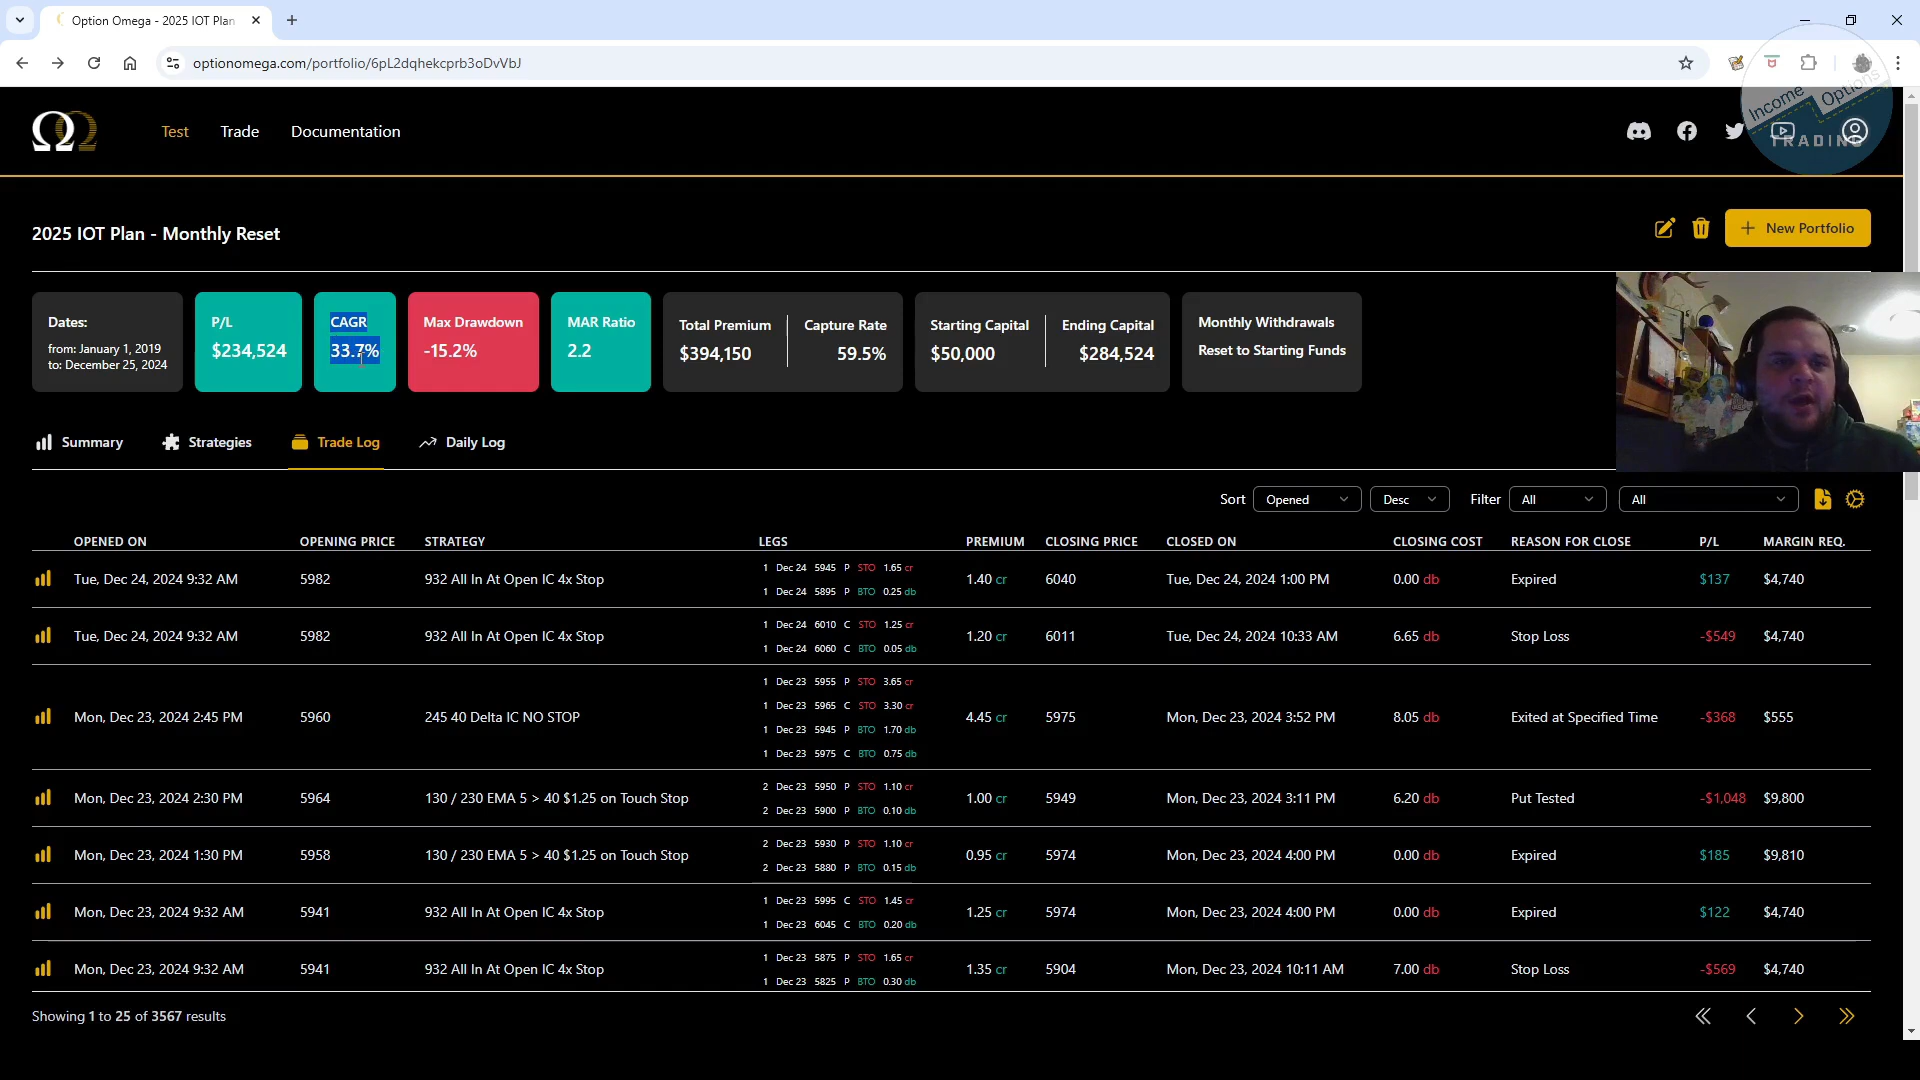 Option Omega - 2025 IOT Plan
optionomega.com/portfolio/6pL2dqhekcprb3oDvVbJ
Income Options
TRADING
Test Trade Documentation
2025 IOT Plan - Monthly Reset
New Portfolio
Dates:
from: January 1, 2019
to: December 25, 2024
P/L
$234,524
CAGR
33.7%
Max Drawdown
-15.2%
MAR Ratio
2.2
Total Premium
$394,150
Capture Rate
59.5%
Starting Capital
$50,000
Ending Capital
$284,524
Monthly Withdrawals
Reset to Starting Funds
Summary Strategies Trade Log Daily Log
Sort Opened Desc Filter All All
OPENED ON OPENING PRICE STRATEGY LEGS PREMIUM CLOSING PRICE CLOSED ON CLOSING COST REASON FOR CLOSE P/L MARGIN REQ.
1 Dec 24 5945 P STO 1.65 cr
Tue, Dec 24, 2024 9:32 AM 5982 932 All In At Open IC 4x Stop 1.40 cr 6040 Tue, Dec 24, 2024 1:00 PM 0.00 db Expired $137 $4,740
1 Dec 24 5895 P BTO 0.25 db
1 Dec 24 6010 C STO 1.25 cr
Tue, Dec 24, 2024 9:32 AM 5982 932 All In At Open IC 4x Stop 1.20 cr 6011 Tue, Dec 24, 2024 10:33 AM 6.65 db Stop Loss -$549 $4,740
1 Dec 24 6060 C BTO 0.05 db
1 Dec 23 5955 P STO 3.65 cr
1 Dec 23 5965 C STO 3.30 cr
Mon, Dec 23, 2024 2:45 PM 5960 245 40 Delta IC NO STOP 4.45 cr 5975 Mon, Dec 23, 2024 3:52 PM 8.05 db Exited at Specified Time -$368 $555
1 Dec 23 5945 P BTO 1.70 db
1 Dec 23 5975 C BTO 0.75 db
2 Dec 23 5950 P STO 1.10 cr
Mon, Dec 23, 2024 2:30 PM 5964 130 / 230 EMA 5 > 40 $1.25 on Touch Stop 1.00 cr 5949 Mon, Dec 23, 2024 3:11 PM 6.20 db Put Tested -$1,048 $9,800
2 Dec 23 5900 P BTO 0.10 db
2 Dec 23 5930 P STO 1.10 cr
Mon, Dec 23, 2024 1:30 PM 5958 130 / 230 EMA 5 > 40 $1.25 on Touch Stop 0.95 cr 5974 Mon, Dec 23, 2024 4:00 PM 0.00 db Expired $185 $9,810
2 Dec 23 5880 P BTO 0.15 db
1 Dec 23 5995 C STO 1.45 cr
Mon, Dec 23, 2024 9:32 AM 5941 932 All In At Open IC 4x Stop 1.25 cr 5974 Mon, Dec 23, 2024 4:00 PM 0.00 db Expired $122 $4,740
1 Dec 23 6045 C BTO 0.20 db
1 Dec 23 5875 P STO 1.65 cr
Mon, Dec 23, 2024 9:32 AM 5941 932 All In At Open IC 4x Stop 1.35 cr 5904 Mon, Dec 23, 2024 10:11 AM 7.00 db Stop Loss -$569 $4,740
1 Dec 23 5825 P BTO 0.30 db
Showing 1 to 25 of 3567 results